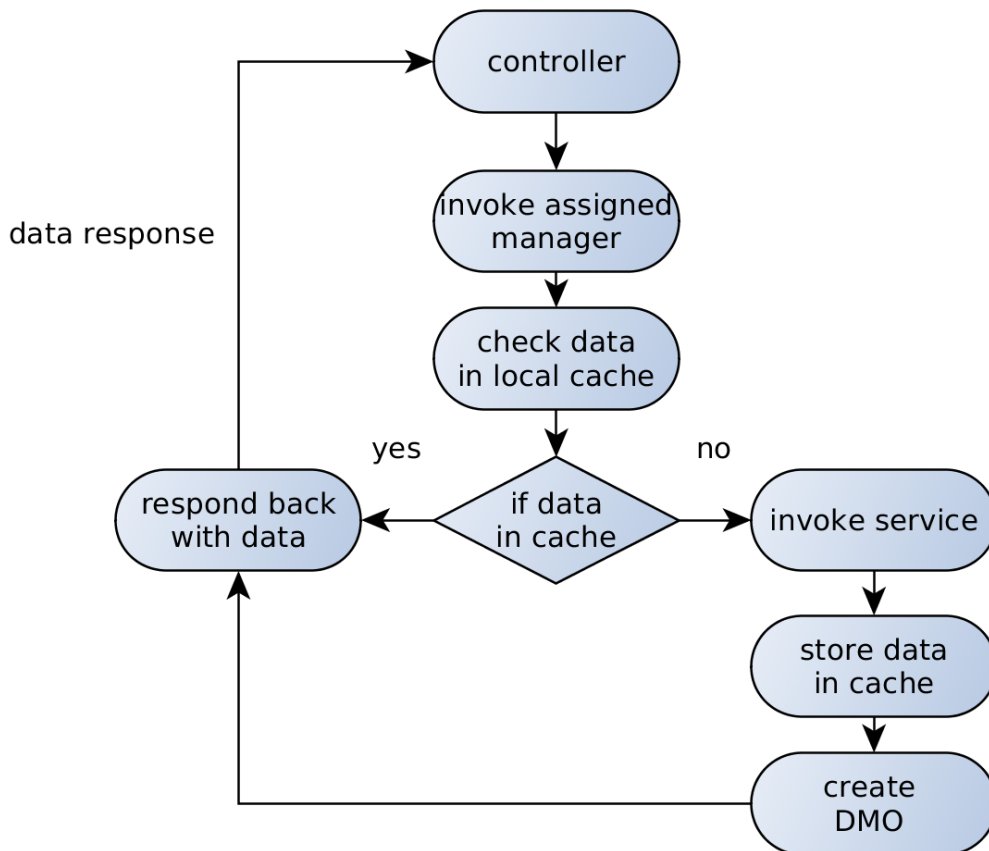 controller
invoke assigned
manager
data response
check data
in local cache
yes
no
respond back
with data
if data
in cache
invoke service
store data
in cache
create
DMO